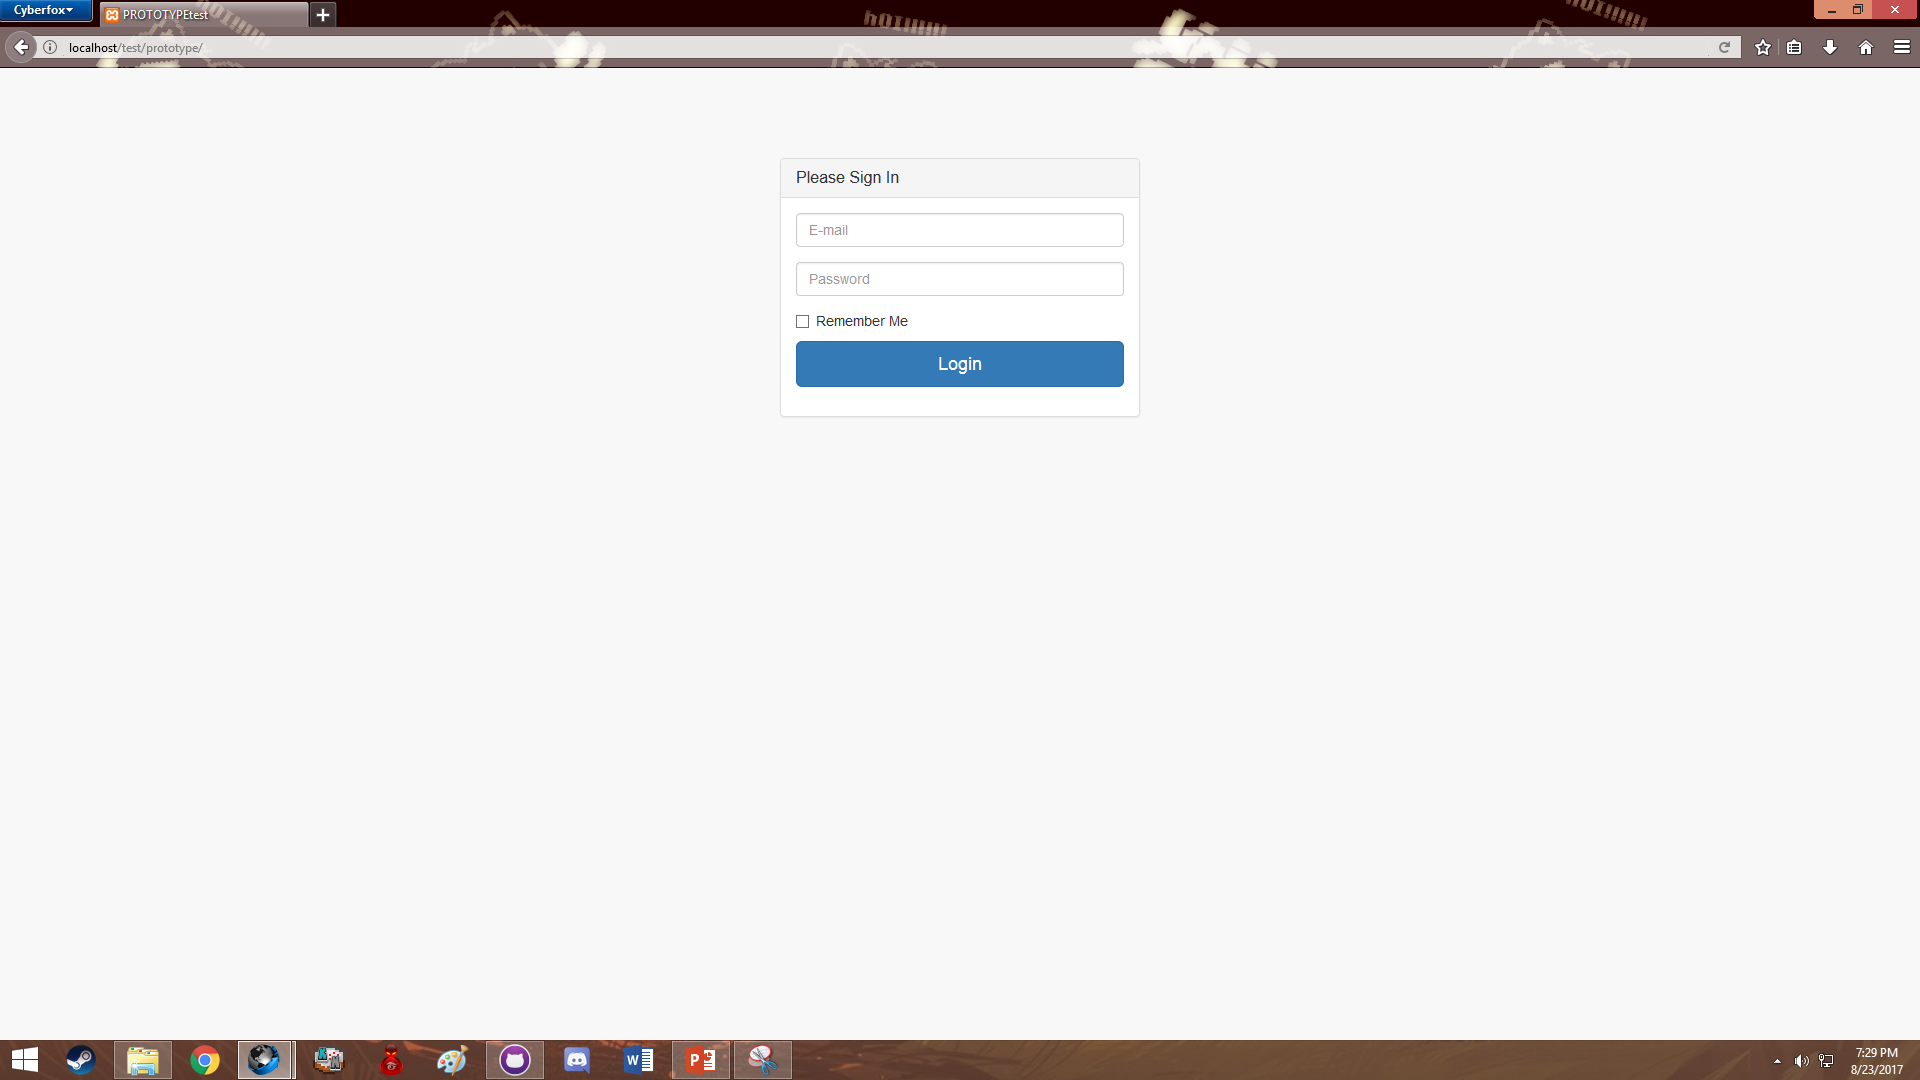 Cyberfox
PROTOTYPEtest
hOT!!!!!!
localhost/test/prototype/
Please Sign In
E-mail
Password
Remember Me
Login
7:29 PM
8/23/2017